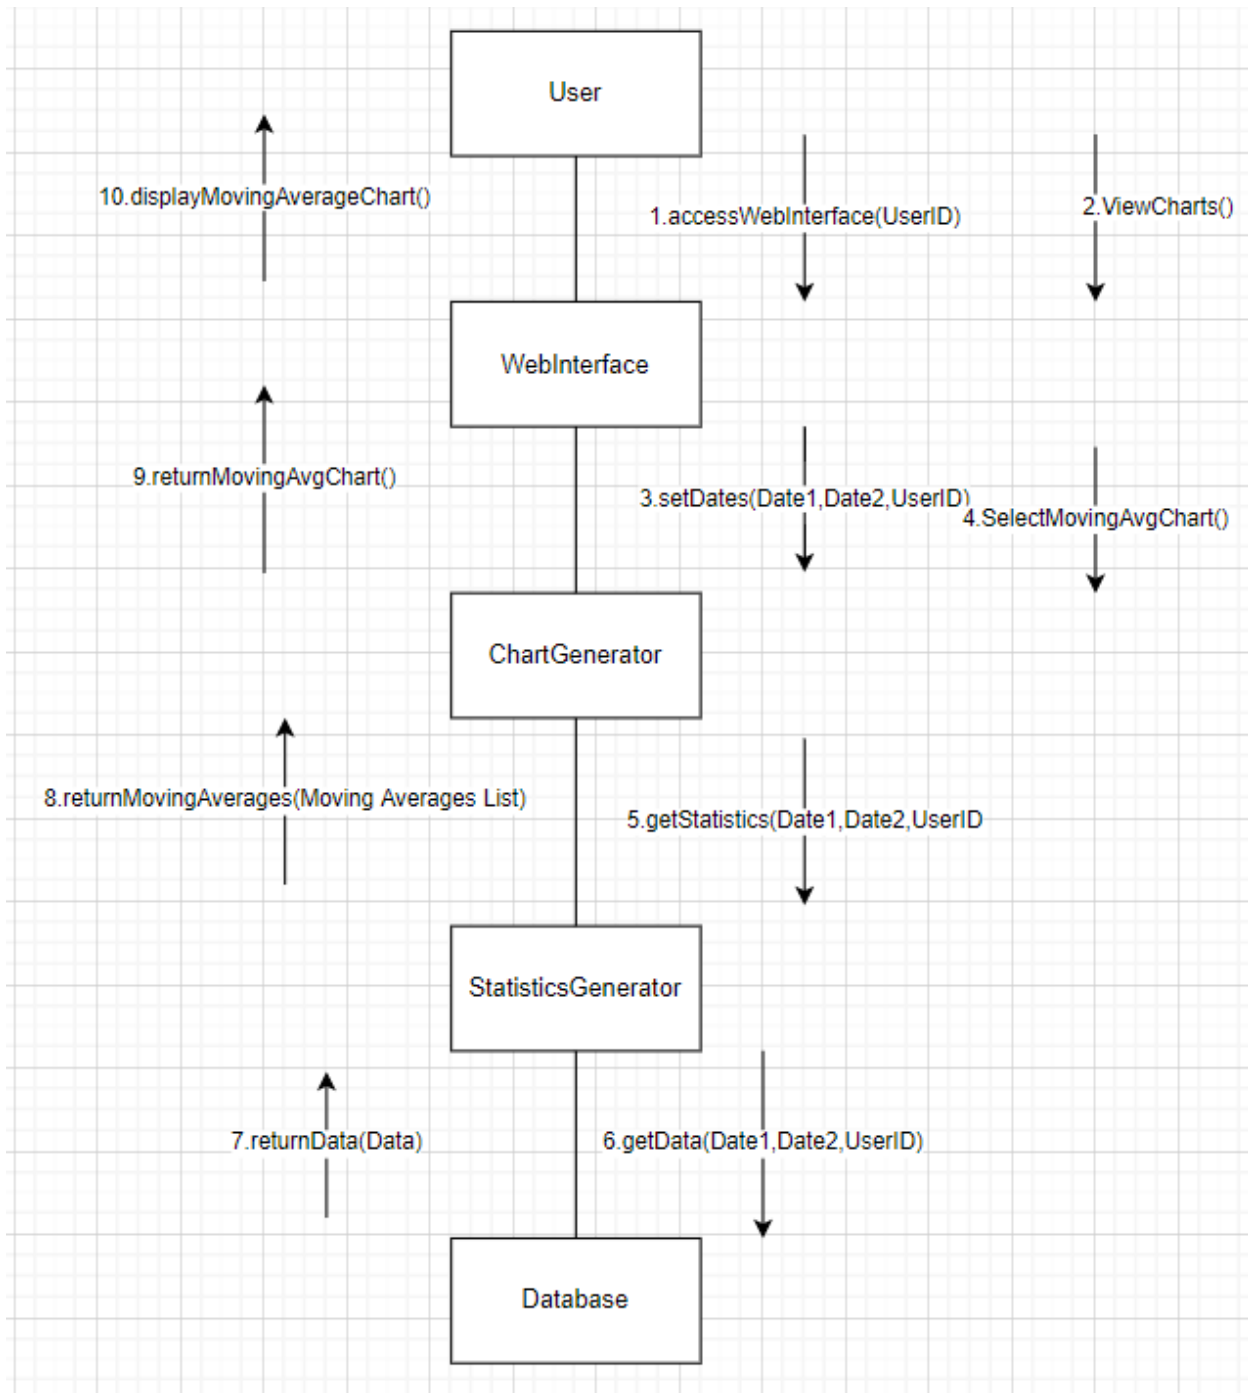 User
10.displayMovingAverageChart()
1.accessWebInterface(UserID)
2.ViewCharts()
WebInterface
9.returnMovingAvgChart()
3.setDates(Date1,Date2,UserID)
4.SelectMovingAvgChart()
ChartGenerator
8.returnMovingAverages(Moving Averages List)
5.getStatistics(Date1,Date2,UserID
StatisticsGenerator
7.returnData(Data)
6.getData(Date1,Date2,UserID)
Database